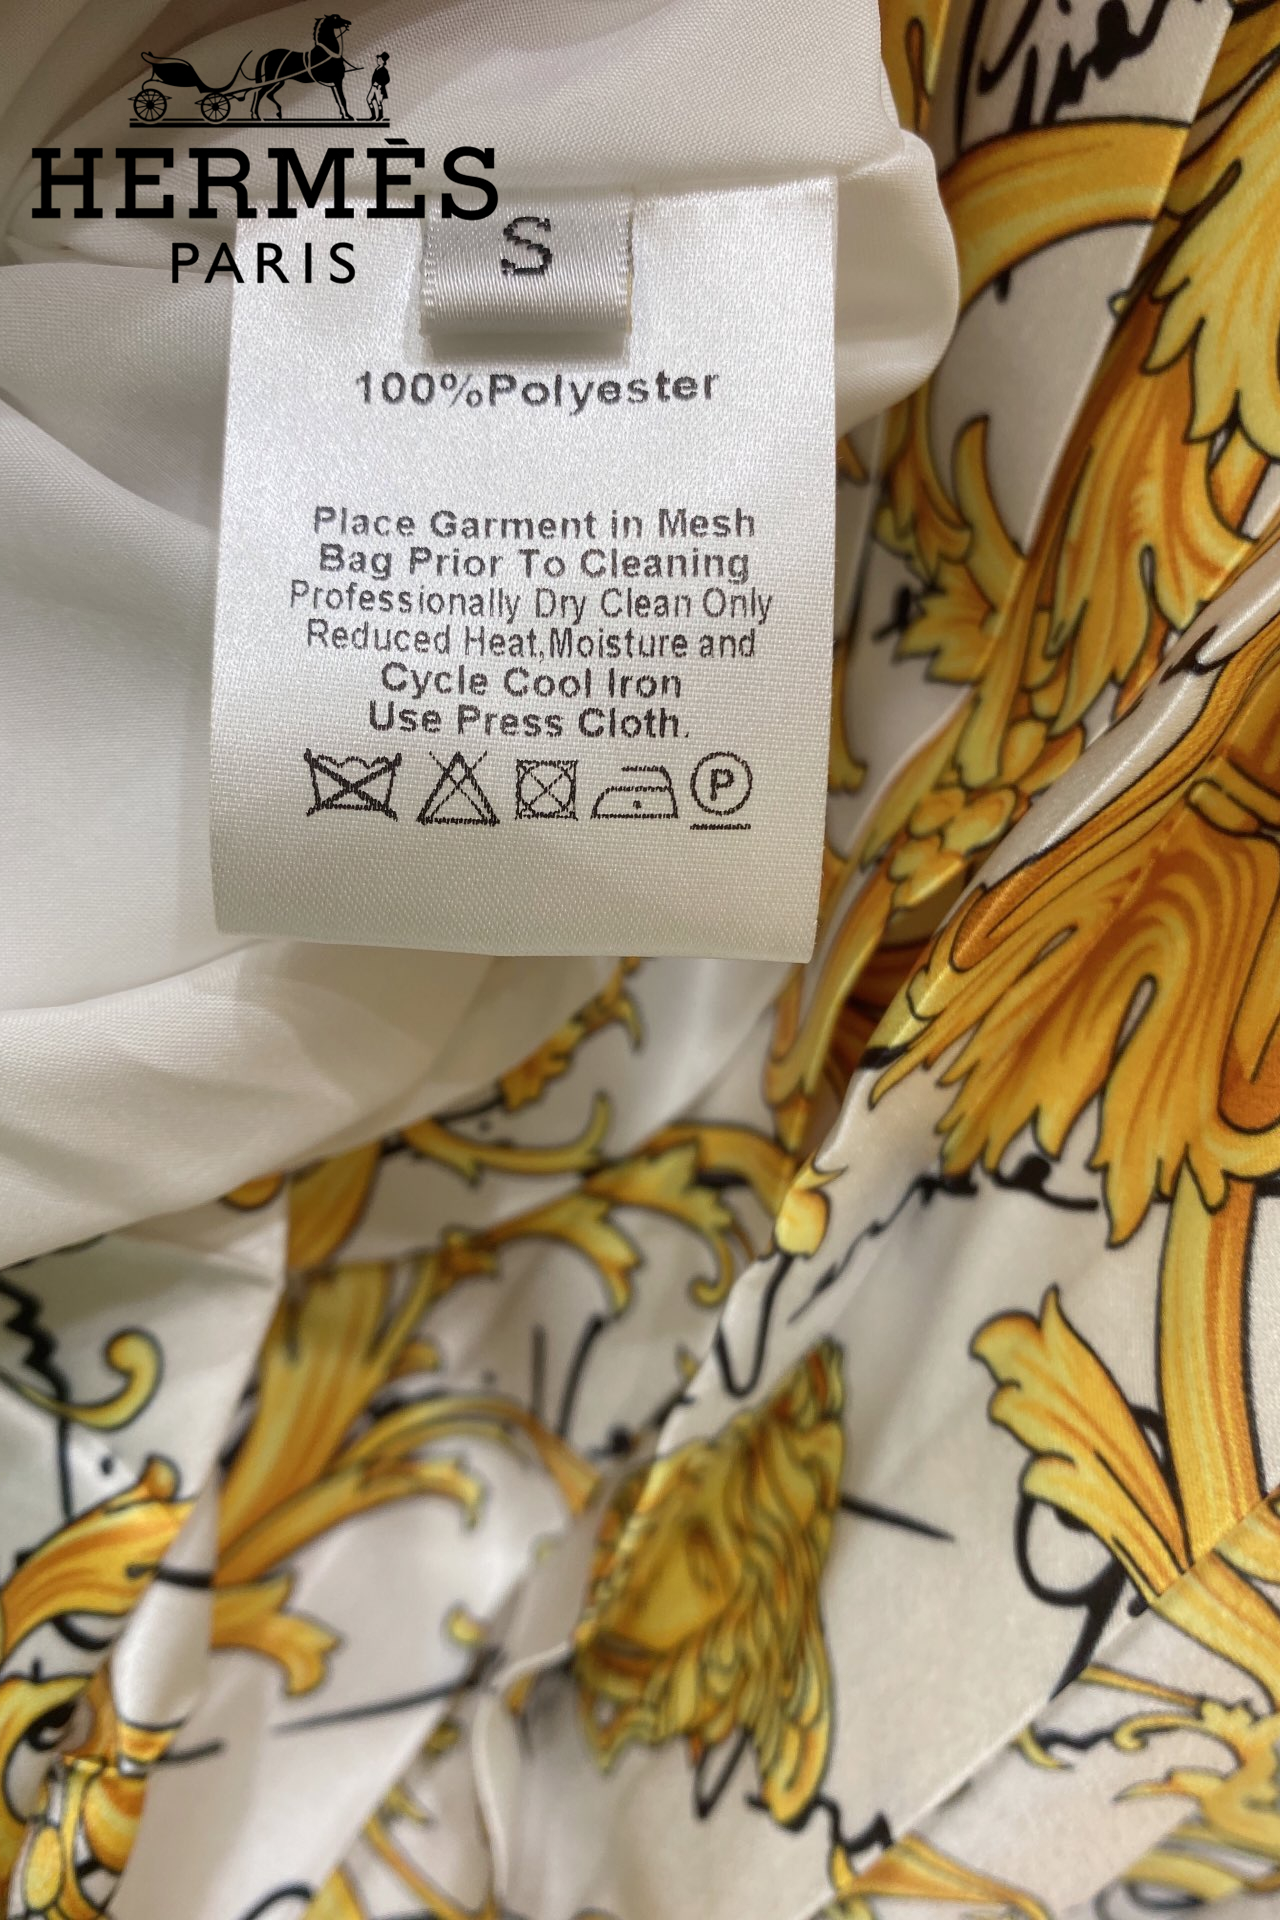 HERMÈS
PARIS
S
100%Polyester
Place Garment in Mesh
Bag Prior To Cleaning
Professionally Dry Clean Only
Reduced Heat,Moisture and
Cycle Cool Iron
Use Press Cloth.
P